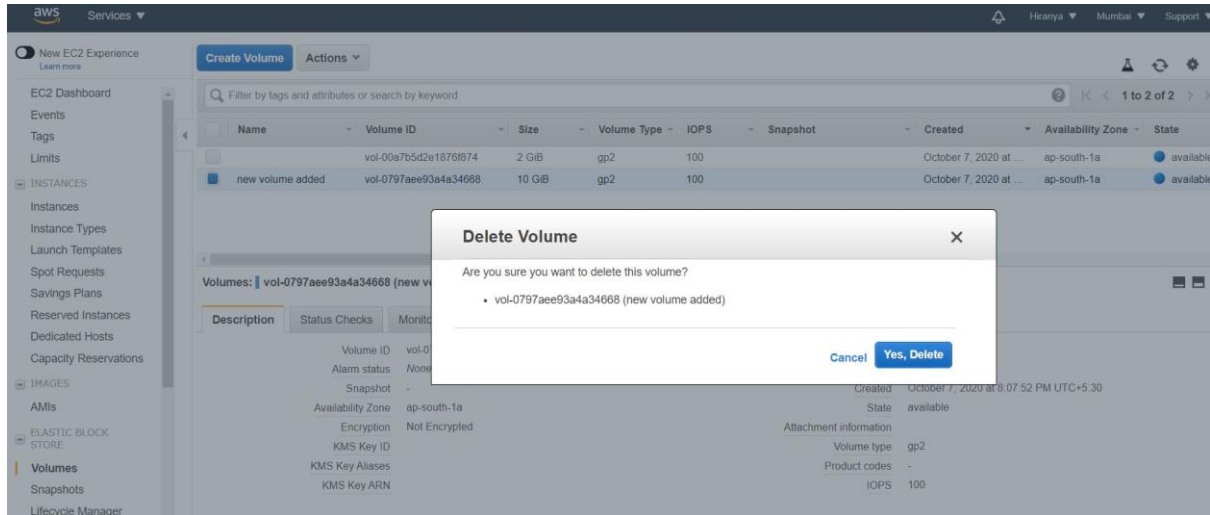 aws Services Hiranya Mumbai Support
New EC2 Experience
Learn more
EC2 Dashboard
Events
Tags
Limits
INSTANCES
Instances
Instance Types
Launch Templates
Spot Requests
Savings Plans
Reserved Instances
Dedicated Hosts
Capacity Reservations
IMAGES
AMIs
ELASTIC BLOCK
STORE
Volumes
Snapshots
Lifecycle Manager
Create Volume Actions
Filter by tags and attributes or search by keyword 1 to 2 of 2
Name Volume ID Size Volume Type IOPS Snapshot Created Availability Zone State
vol-00a7b5d2e1876f874 2 GiB gp2 100 October 7, 2020 at ... ap-south-1a available
new volume added vol-0797aee93a4a34668 10 GiB gp2 100 October 7, 2020 at ... ap-south-1a available
Delete Volume
Are you sure you want to delete this volume?
• vol-0797aee93a4a34668 (new volume added)
Cancel Yes, Delete
Volumes: vol-0797aee93a4a34668 (new v
Description Status Checks Monito
Volume ID vol-0
Alarm status None
Snapshot -
Availability Zone ap-south-1a
Encryption Not Encrypted
KMS Key ID
KMS Key Aliases
KMS Key ARN
Created October 7, 2020 at 8:07:52 PM UTC+5:30
State available
Attachment information
Volume type gp2
Product codes -
IOPS 100